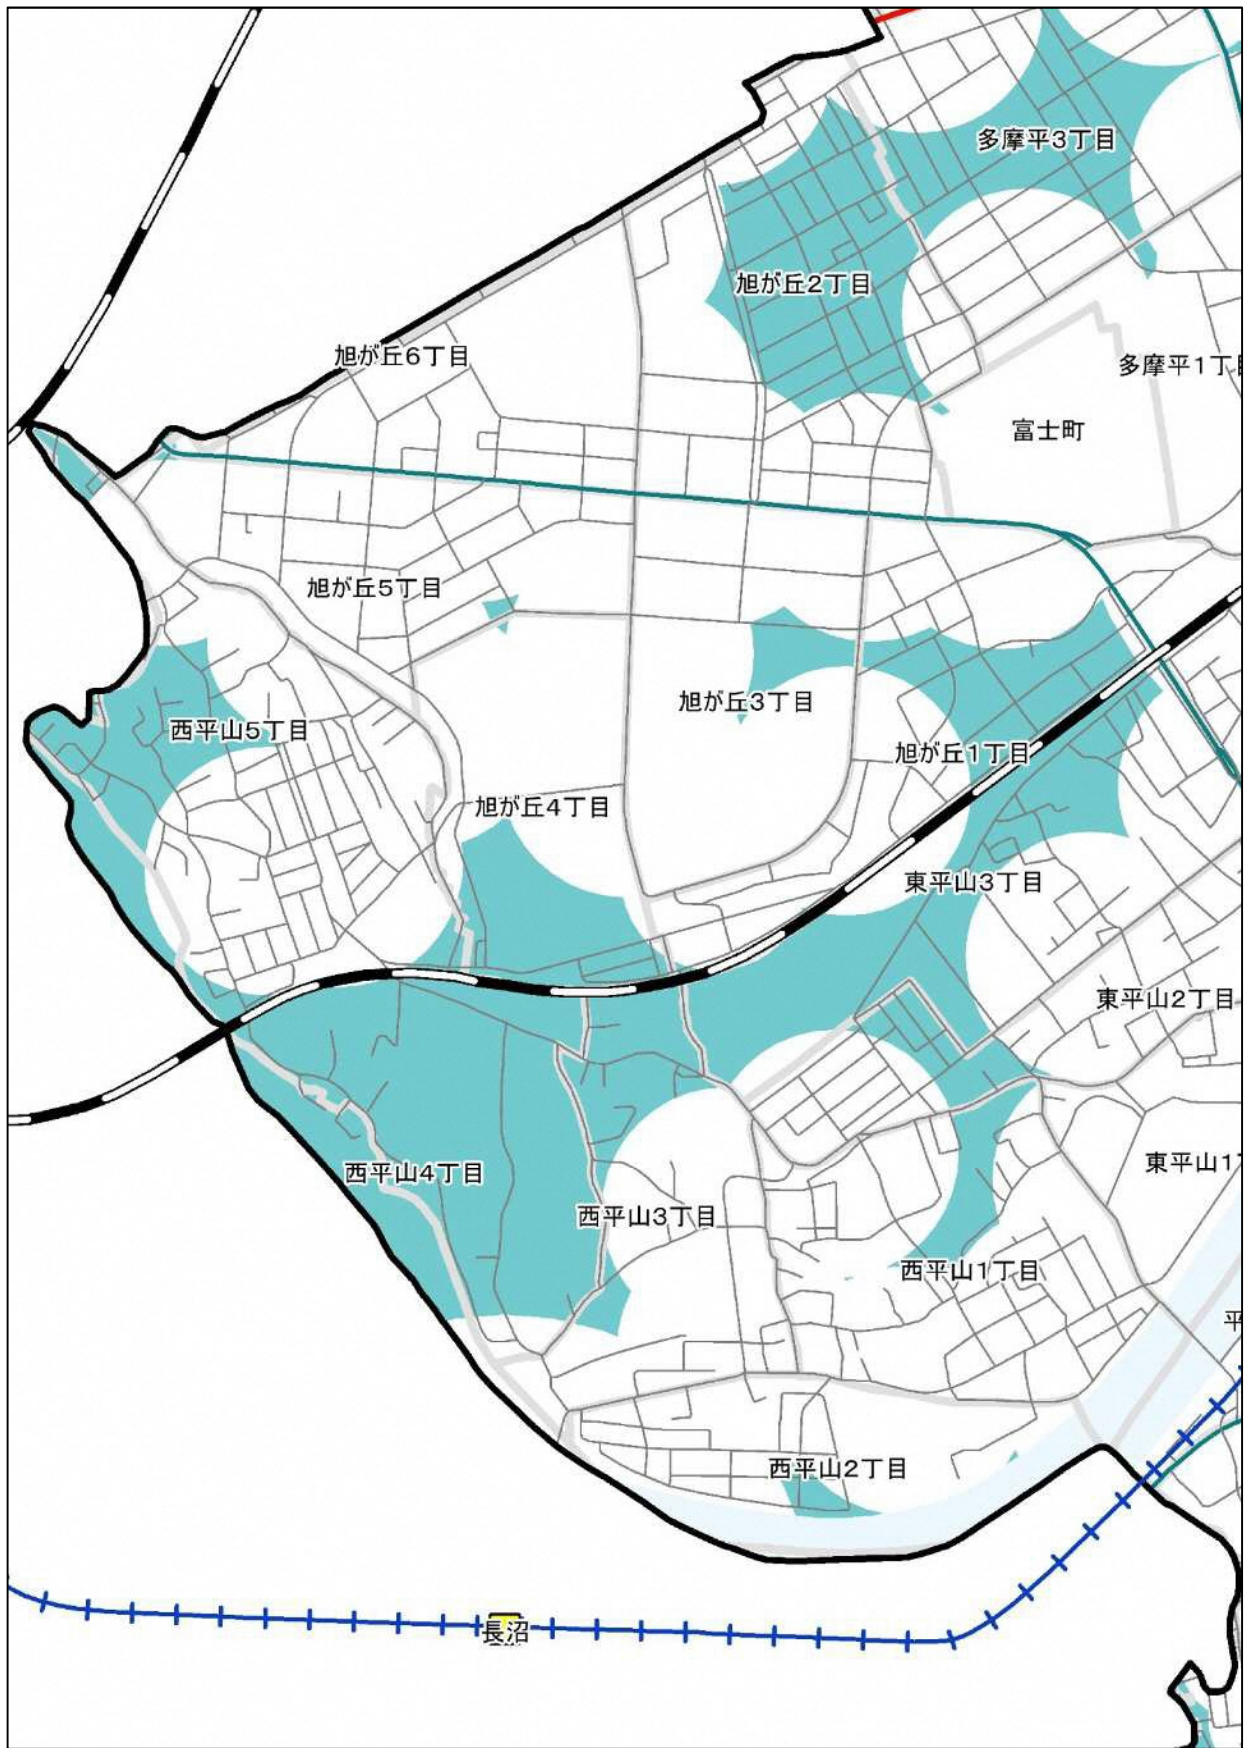 多摩平3丁目
旭が丘2丁目
旭が丘6丁目
多摩平1丁目
富士町
旭が丘5丁目
旭が丘3丁目
西平山5丁目
旭が丘1丁目
旭が丘4丁目
東平山3丁目
東平山2丁目
東平山1丁
西平山4丁目
西平山3丁目
西平山1丁目
平
西平山2丁目
長沼